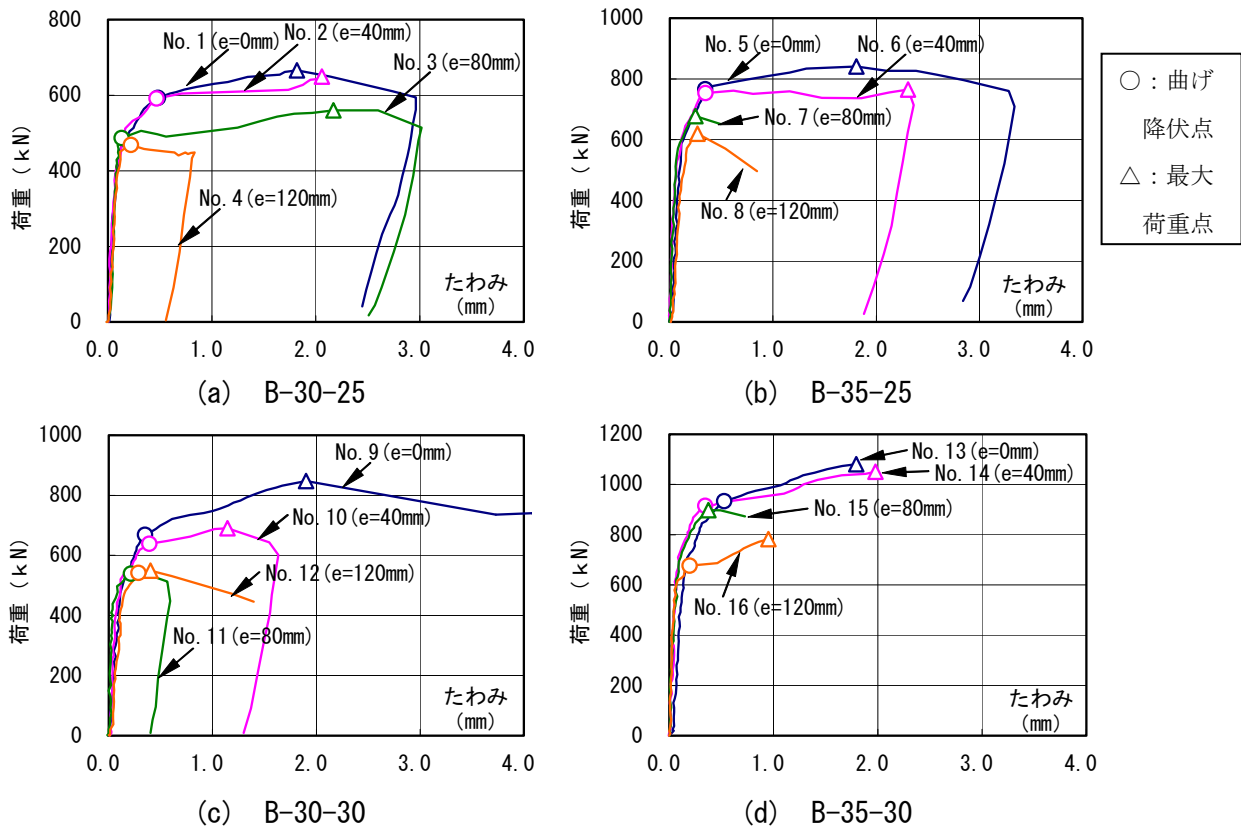 800
600
400
200
0
荷重（kN）
No.1(e=0mm)
No.2(e=40mm)
No.3(e=80mm)
No.4(e=120mm)
たわみ
(mm)
0.0 1.0 2.0 3.0 4.0
(a) B-30-25
1000
800
600
400
200
0
荷重（kN）
No.5(e=0mm)
No.6(e=40mm)
No.7(e=80mm)
No.8(e=120mm)
たわみ
(mm)
0.0 1.0 2.0 3.0 4.0
(b) B-35-25
○：曲げ
降伏点
△：最大
荷重点
1000
800
600
400
200
0
荷重（kN）
No.9(e=0mm)
No.10(e=40mm)
No.12(e=120mm)
No.11(e=80mm)
たわみ
(mm)
0.0 1.0 2.0 3.0 4.0
(c) B-30-30
1200
1000
800
600
400
200
0
荷重（kN）
No.13(e=0mm)
No.14(e=40mm)
No.15(e=80mm)
No.16(e=120mm)
たわみ
(mm)
0.0 1.0 2.0 3.0 4.0
(d) B-35-30